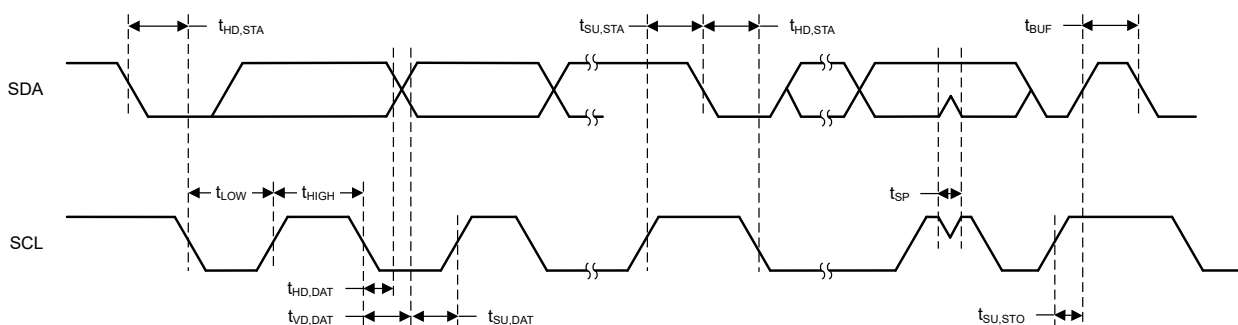 tHD,STA
tSU,STA
tHD,STA
tBUF
SDA
tLOW
tHIGH
tSP
SCL
tHD,DAT
tVD,DAT
tSU,DAT
tSU,STO